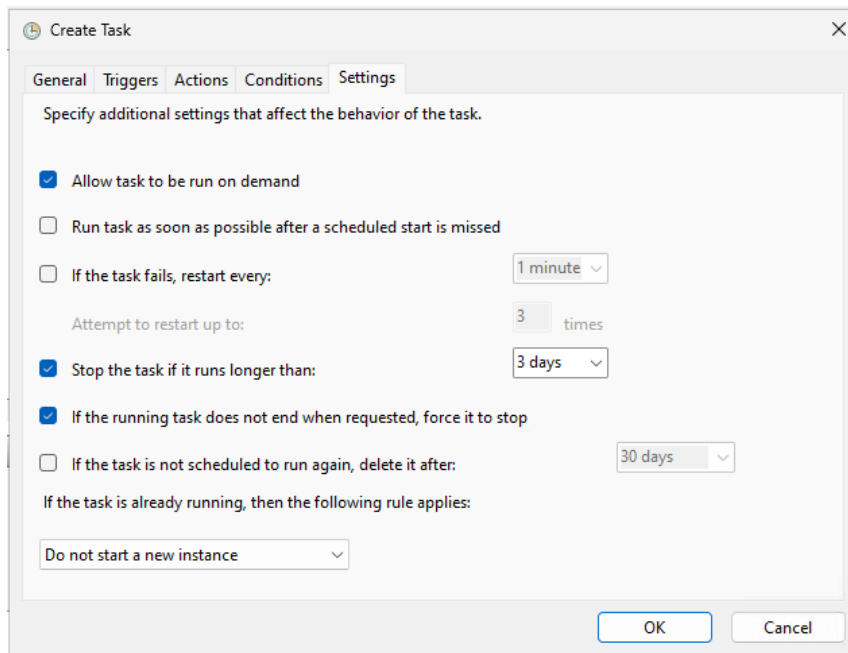 Create Task
General Triggers Actions Conditions Settings
Specify additional settings that affect the behavior of the task.
Allow task to be run on demand
Run task as soon as possible after a scheduled start is missed
If the task fails, restart every: 1 minute
Attempt to restart up to: 3 times
Stop the task if it runs longer than: 3 days
If the running task does not end when requested, force it to stop
If the task is not scheduled to run again, delete it after: 30 days
If the task is already running, then the following rule applies:
Do not start a new instance
OK Cancel